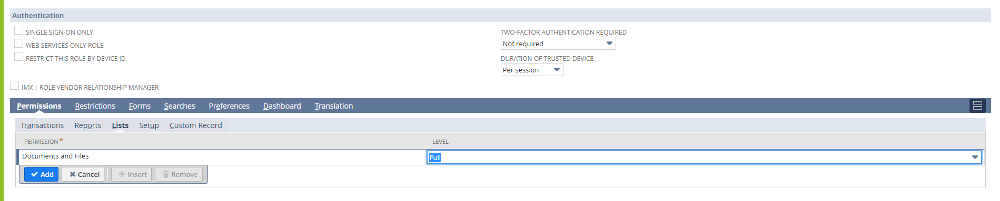 Authentication
SINGLE SIGN-ON ONLY
WEB SERVICES ONLY ROLE
RESTRICT THIS ROLE BY DEVICE ID
TWO-FACTOR AUTHENTICATION REQUIRED
Not required
DURATION OF TRUSTED DEVICE
Per session
IMX | ROLE VENDOR RELATIONSHIP MANAGER
Permissions Restrictions Forms Searches Preferences Dashboard Translation
Transactions Reports Lists Setup Custom Record
PERMISSION* LEVEL
Documents and Files Full
Add Cancel Insert Remove